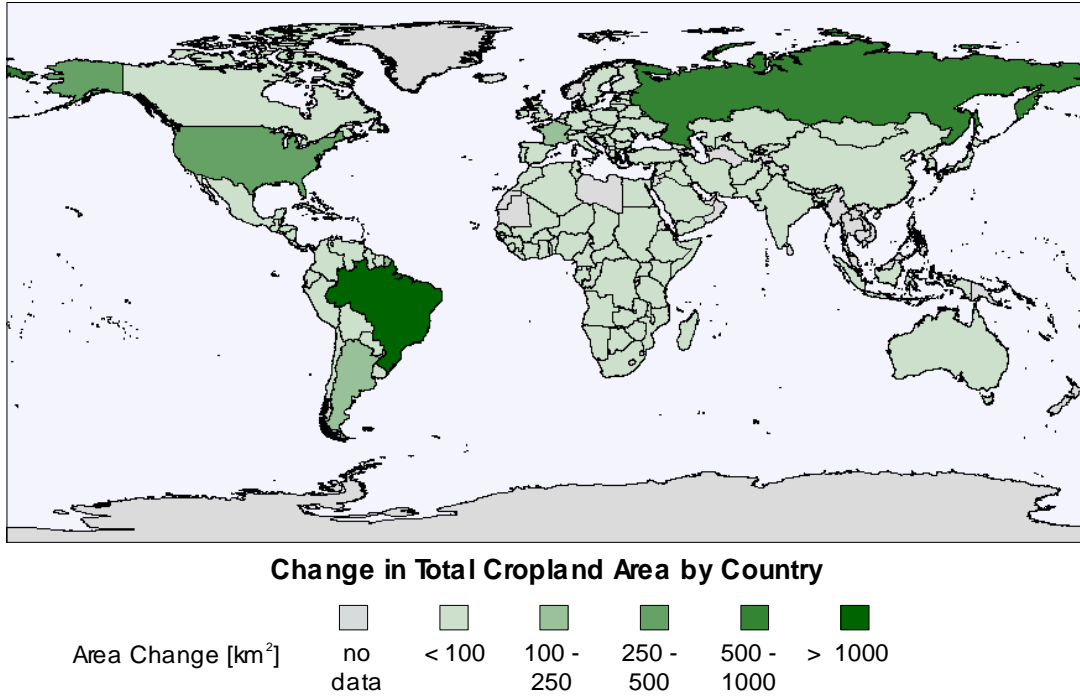 Change in Total Cropland Area by Country
Area Change [km²] no data < 100 100 - 250 250 - 500 500 - 1000 > 1000